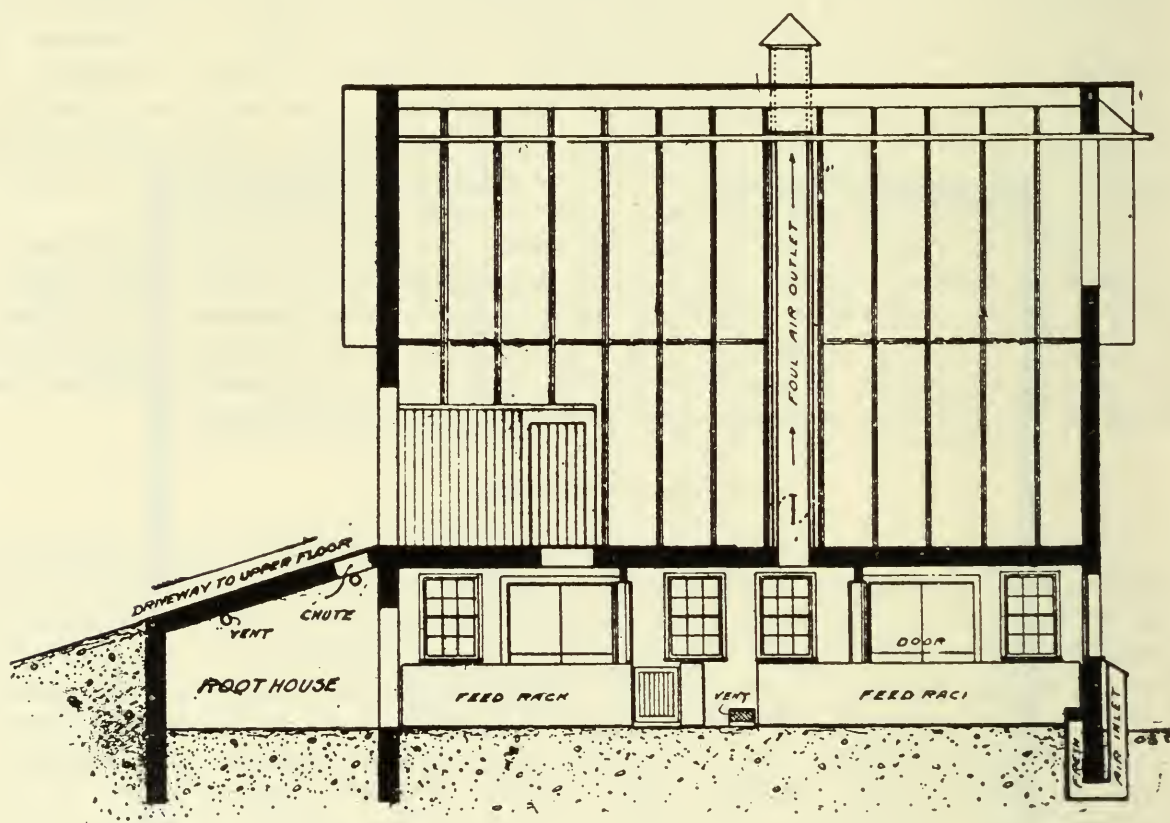 FOUL AIR OUTLET
DRIVEWAY TO UPPER FLOOR
CHUTE
VENT
ROOT HOUSE
FEED RACK
VENT
DOOR
FEED RACK
FRESH
AIR INLET